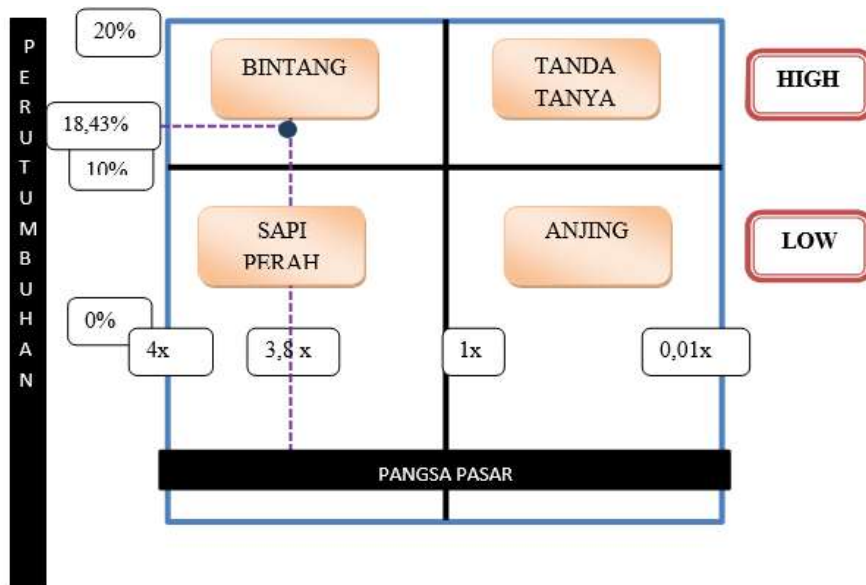 PERUTUMBUHAN
20%
BINTANG
TANDA
TANYA
HIGH
18,43%
10%
SAPI
PERAH
ANJING
LOW
0%
4x
3,8 x
1x
0,01x
PANGSA PASAR